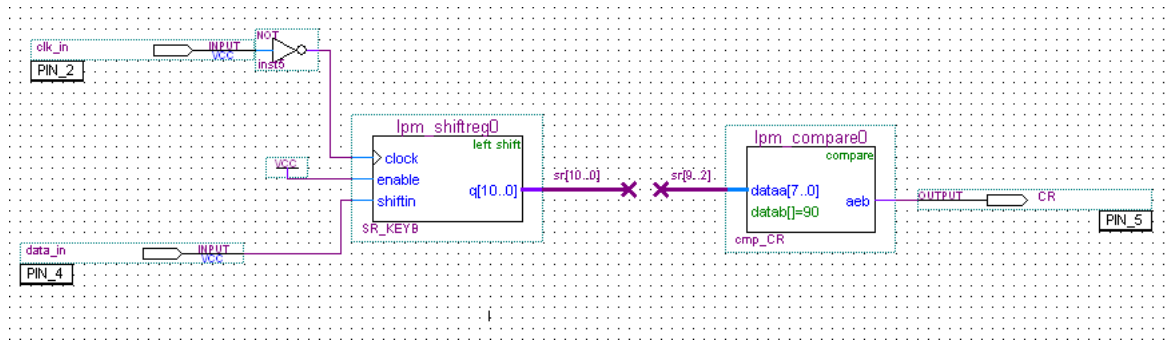 clk_in
INPUT
VCC
PIN_2
NOT
inst5
lpm_shiftreg0
left shift
clock
VCC
enable
q[10..0]
shiftin
SR_KEYB
data_in
INPUT
VCC
PIN_4
sr[10..0]
sr[9..2]
lpm_compare0
compare
dataa[7..0]
aeb
datab[]=90
cmp_CR
OUTPUT
CR
PIN_5